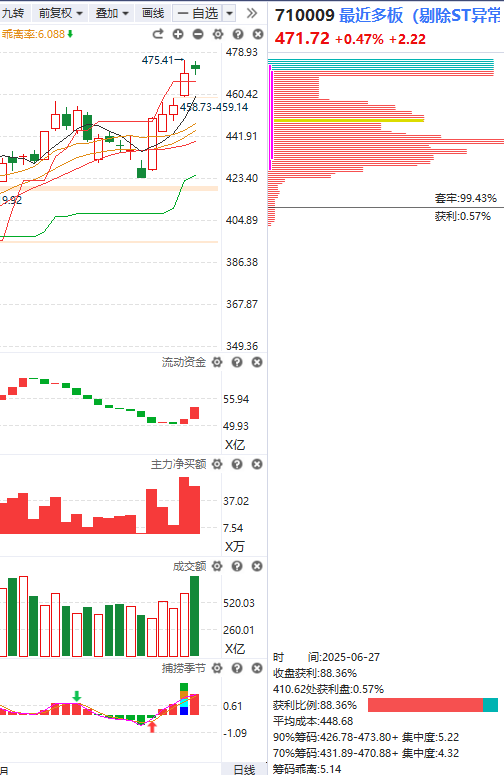 九转 前复权 叠加 画线 一 自选
乖离率:6.088
710009 最近多板（剔除ST异常
471.72 +0.47% +2.22
475.41
478.93
460.42
458.73-459.14
441.91
423.40
9.92
404.89
386.38
367.87
349.36
套牢:99.43%
获利:0.57%
流动资金
55.94
49.93
X亿
主力净买额
37.02
7.54
X万
成交额
520.03
260.01
X亿
捕捞季节
0.61
-1.09
月
日线
时 间:2025-06-27
收盘获利:88.36%
410.62处获利盘:0.57%
获利比例:88.36%
平均成本:448.68
90%筹码:426.78-473.80+ 集中度:5.22
70%筹码:431.89-470.88+ 集中度:4.32
筹码乖离:5.14